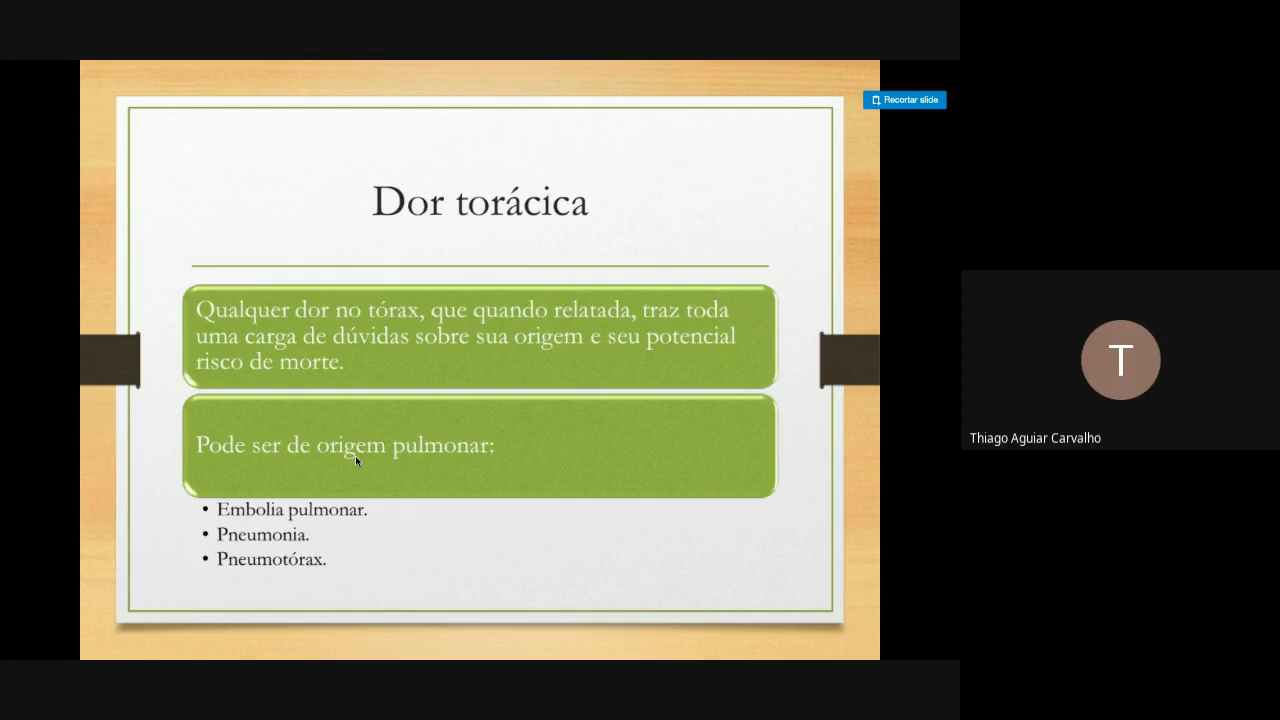 Recortar slide
Dor torácica
Qualquer dor no tórax, que quando relatada, traz toda
uma carga de dúvidas sobre sua origem e seu potencial
risco de morte.
Pode ser de origem pulmonar:
• Embolia pulmonar.
• Pneumonia.
• Pneumotórax.
T
Thiago Aguiar Carvalho